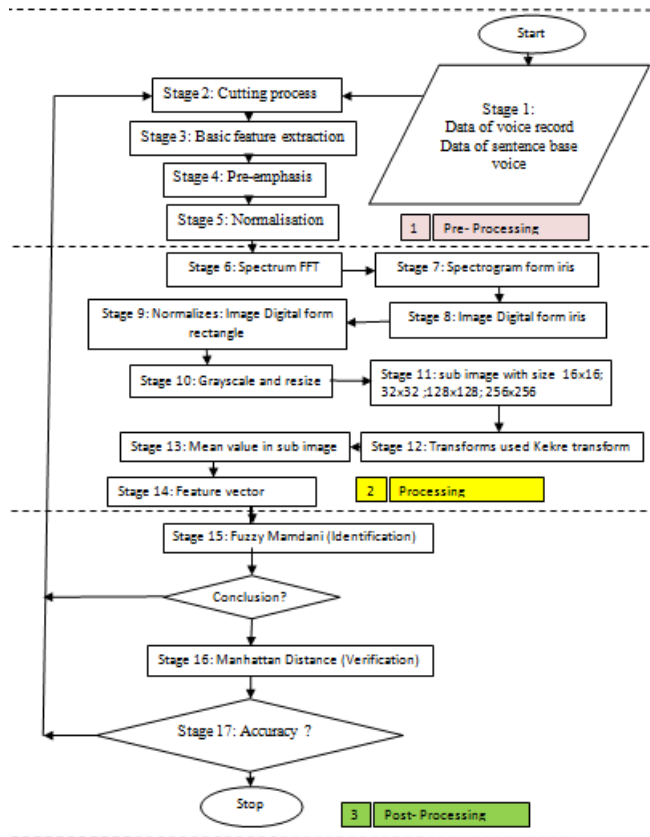 Start
Stage 1:
Data of voice record
Data of sentence base
voice
Stage 2: Cutting process
Stage 3: Basic feature extraction
Stage 4: Pre-emphasis
Stage 5: Normalisation
1 Pre- Processing
Stage 6: Spectrum FFT
Stage 7: Spectrogram form iris
Stage 8: Image Digital form iris
Stage 9: Normalizes: Image Digital form
rectangle
Stage 10: Grayscale and resize
Stage 11: sub image with size 16x16;
32x32 ;128x128; 256x256
Stage 12: Transforms used Kekre transform
Stage 13: Mean value in sub image
Stage 14: Feature vector
2 Processing
Stage 15: Fuzzy Mamdani (Identification)
Conclusion?
Stage 16: Manhattan Distance (Verification)
Stage 17: Accuracy ?
Stop
3 Post- Processing